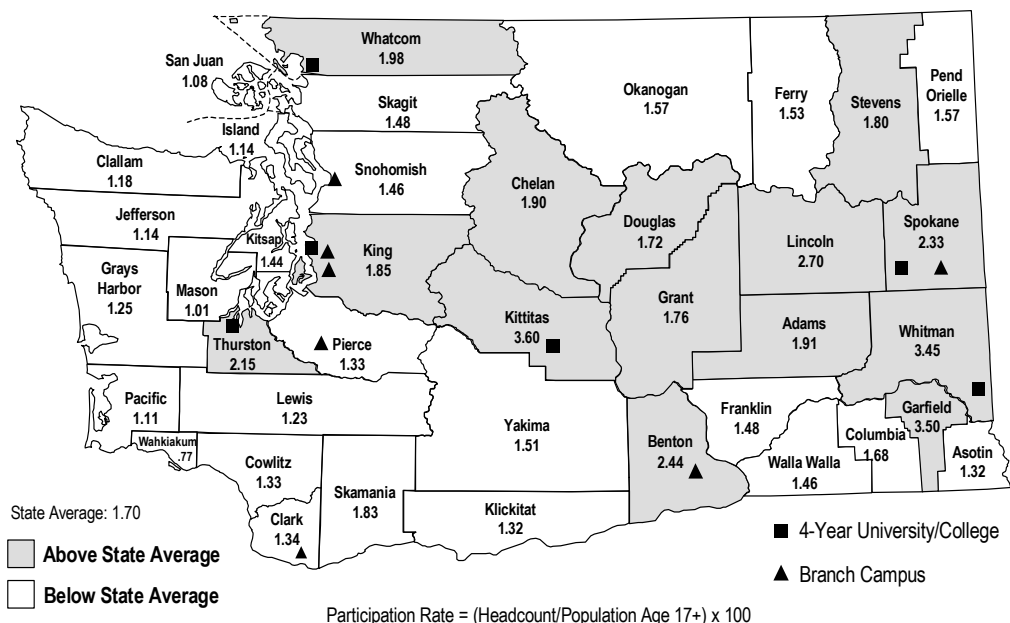 Whatcom
1.98
San Juan
1.08
Skagit
1.48
Okanogan
1.57
Ferry
1.53
Stevens
1.80
Pend
Orielle
1.57
Island
1.14
Clallam
1.18
Snohomish
1.46
Chelan
1.90
Douglas
1.72
Jefferson
1.14
Kitsap
1.44
King
1.85
Lincoln
2.70
Spokane
2.33
Grays
Harbor
1.25
Mason
1.01
Grant
1.76
Kittitas
3.60
Adams
1.91
Whitman
3.45
Thurston
2.15
Pierce
1.33
Pacific
1.11
Lewis
1.23
Yakima
1.51
Franklin
1.48
Garfield
3.50
Wahkiakum
.77
Benton
2.44
Columbia
1.68
Walla Walla
1.46
Asotin
1.32
Cowlitz
1.33
Skamania
1.83
Klickitat
1.32
Clark
1.34
State Average: 1.70
Above State Average
Below State Average
4-Year University/College
Branch Campus
Participation Rate = (Headcount/Population Age 17+) x 100